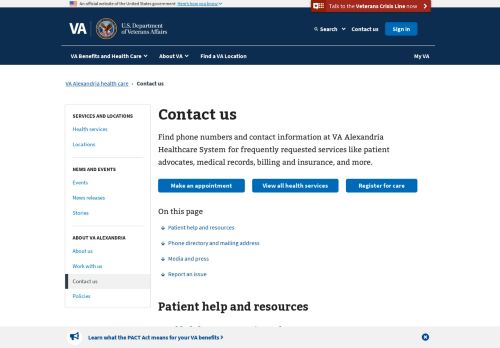 An official website of the United States government Here's how you know
Talk to the Veterans Crisis Line now
VA
U.S. Department
of Veterans Affairs
Search
Contact us
Sign in
VA Benefits and Health Care
About VA
Find a VA Location
My VA
VA Alexandria health care › Contact us
SERVICES AND LOCATIONS
Health services
Locations
NEWS AND EVENTS
Events
News releases
Stories
ABOUT VA ALEXANDRIA
About us
Work with us
Contact us
Policies
Contact us
Find phone numbers and contact information at VA Alexandria
Healthcare System for frequently requested services like patient
advocates, medical records, billing and insurance, and more.
Make an appointment
View all health services
Register for care
On this page
Patient help and resources
Phone directory and mailing address
Media and press
Report an issue
Patient help and resources
Learn what the PACT Act means for your VA benefits